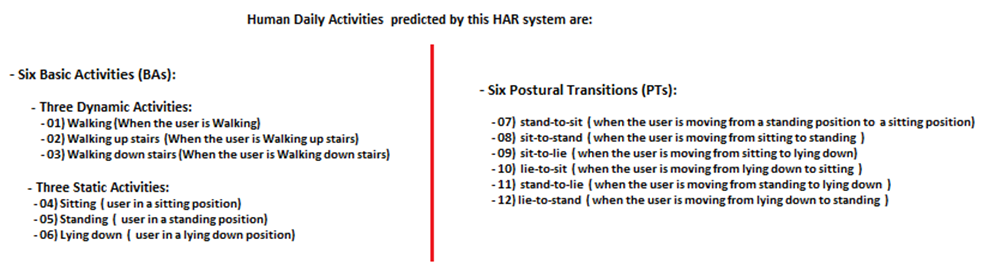 Human Daily Activities predicted by this HAR system are:
- Six Basic Activities (BAs):
- Three Dynamic Activities:
- 01) Walking (When the user is Walking)
- 02) Walking up stairs (When the user is Walking up stairs)
- 03) Walking down stairs (When the user is Walking down stairs)
- Three Static Activities:
- 04) Sitting ( user in a sitting position)
- 05) Standing ( user in a standing position)
- 06) Lying down ( user in a lying down position)
- Six Postural Transitions (PTs):
- 07) stand-to-sit ( when the user is moving from a standing position to a sitting position)
- 08) sit-to-stand ( when the user is moving from sitting to standing )
- 09) sit-to-lie ( when the user is moving from sitting to lying down)
- 10) lie-to-sit ( when the user is moving from lying down to sitting )
- 11) stand-to-lie ( when the user is moving from standing to lying down )
- 12) lie-to-stand ( when the user is moving from lying down to standing )